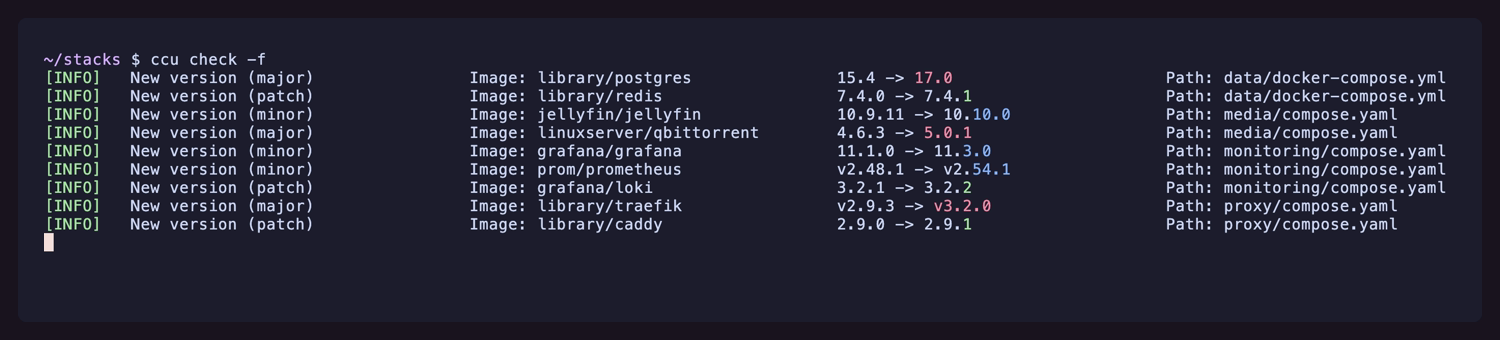 ~/stacks $ ccu check -f
[INFO]   New version (major)                Image: library/postgres               15.4 -> 17.0                      Path: data/docker-compose.yml
[INFO]   New version (patch)                Image: library/redis                  7.4.0 -> 7.4.1                    Path: data/docker-compose.yml
[INFO]   New version (minor)                Image: jellyfin/jellyfin              10.9.11 -> 10.10.0                Path: media/compose.yaml
[INFO]   New version (major)                Image: linuxserver/qbittorrent        4.6.3 -> 5.0.1                    Path: media/compose.yaml
[INFO]   New version (minor)                Image: grafana/grafana                11.1.0 -> 11.3.0                  Path: monitoring/compose.yaml
[INFO]   New version (minor)                Image: prom/prometheus                v2.48.1 -> v2.54.1                Path: monitoring/compose.yaml
[INFO]   New version (patch)                Image: grafana/loki                   3.2.1 -> 3.2.2                    Path: monitoring/compose.yaml
[INFO]   New version (major)                Image: library/traefik                v2.9.3 -> v3.2.0                  Path: proxy/compose.yaml
[INFO]   New version (patch)                Image: library/caddy                  2.9.0 -> 2.9.1                    Path: proxy/compose.yaml